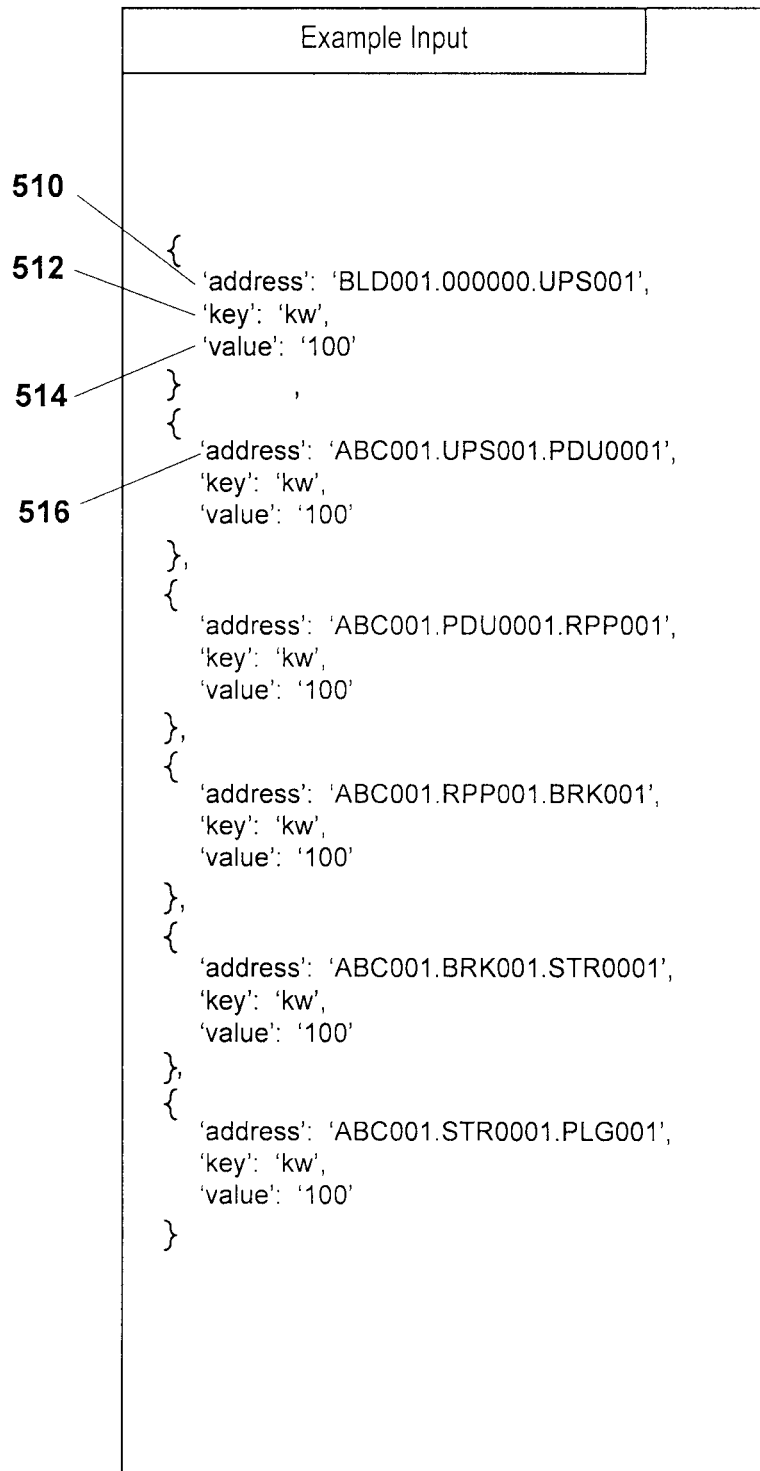 Example Input
510
{
512
'address': 'BLD001.000000.UPS001',
'key': 'kw',
'value': '100'
514
} ,
{
'address': 'ABC001.UPS001.PDU0001',
516
'key': 'kw',
'value': '100'
},
{
'address': 'ABC001.PDU0001.RPP001',
'key': 'kw',
'value': '100'
},
{
'address': 'ABC001.RPP001.BRK001',
'key': 'kw',
'value': '100'
},
{
'address': 'ABC001.BRK001.STR0001',
'key': 'kw',
'value': '100'
},
{
'address': 'ABC001.STR0001.PLG001',
'key': 'kw',
'value': '100'
}